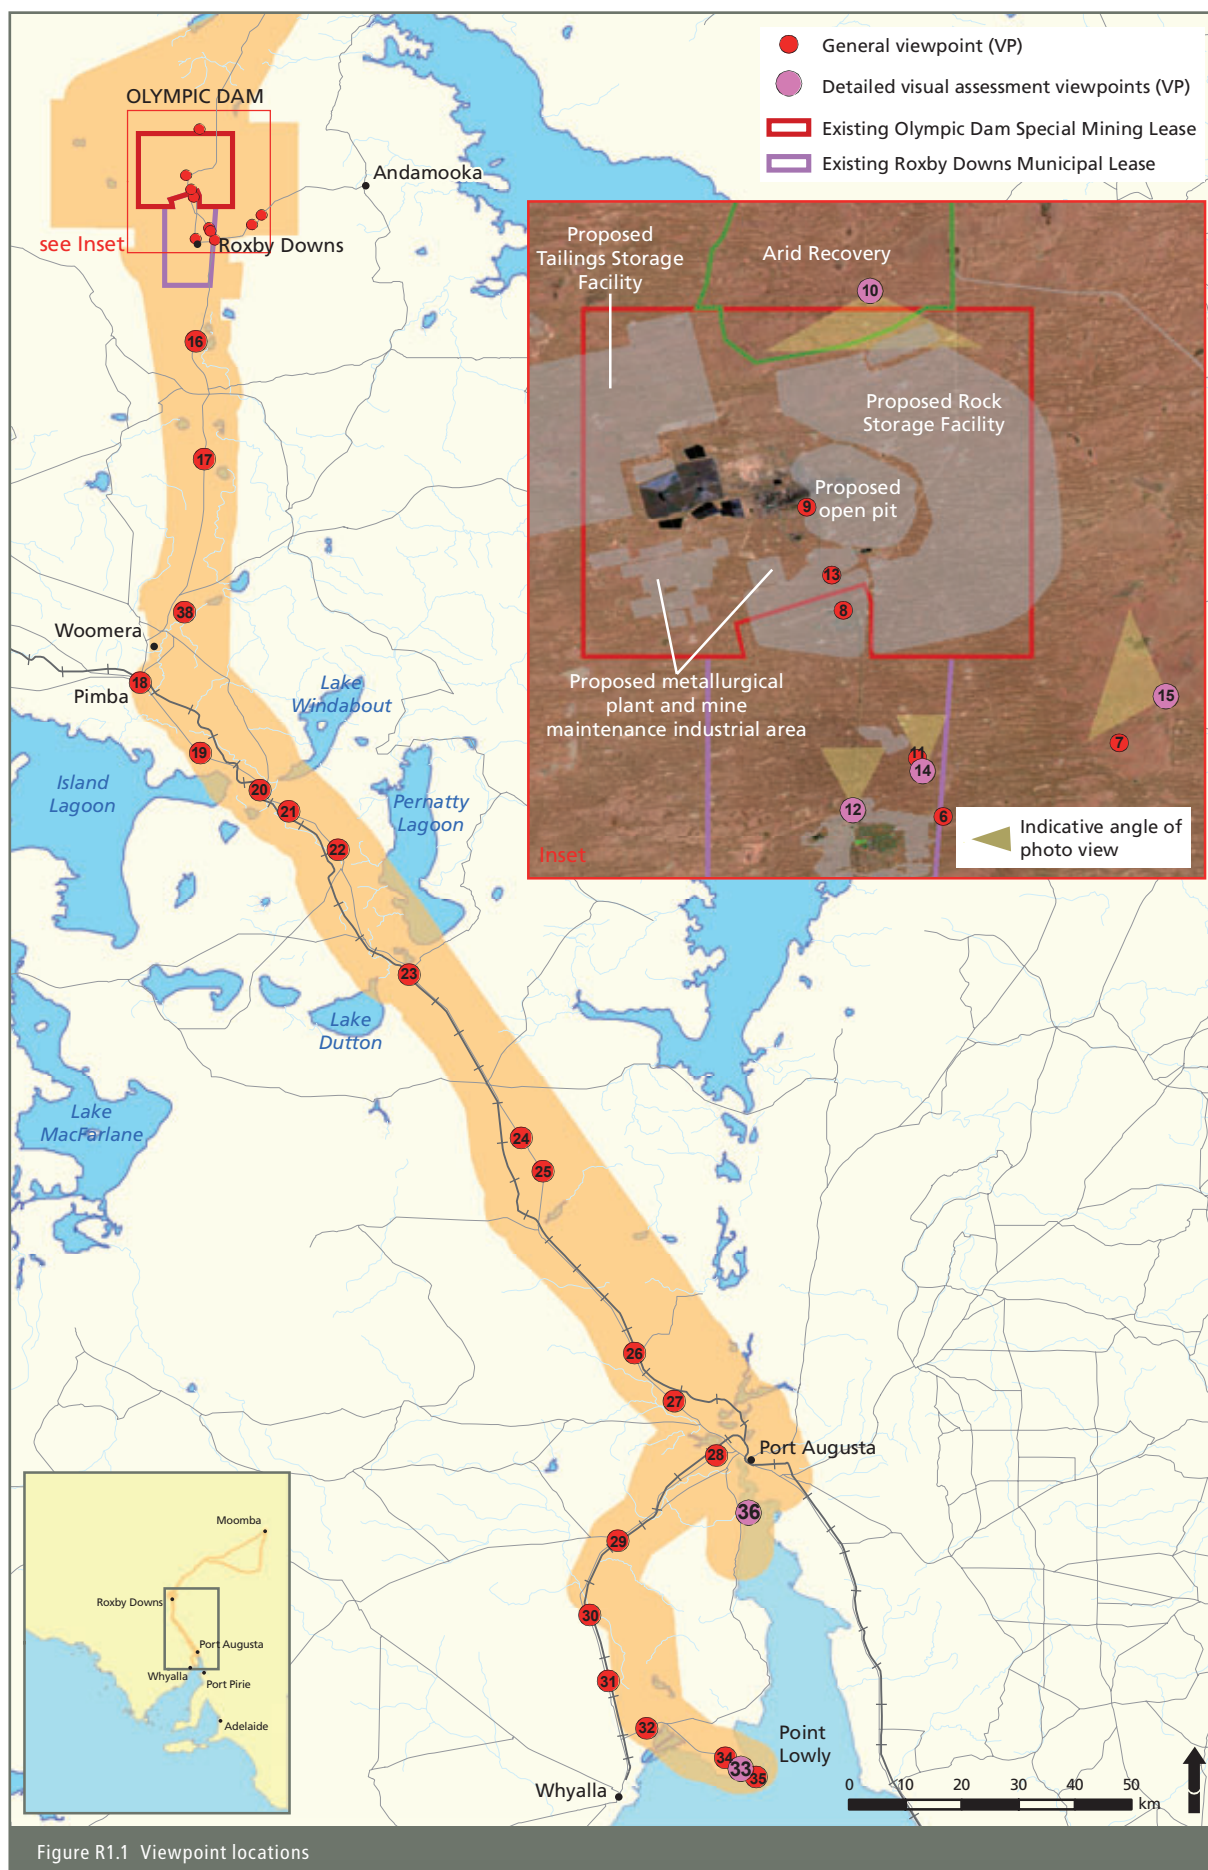 General viewpoint (VP)
Detailed visual assessment viewpoints (VP)
Existing Olympic Dam Special Mining Lease
Existing Roxby Downs Municipal Lease
OLYMPIC DAM
Andamooka
see Inset
Roxby Downs
16
17
38
Woomera
18
Pimba
Lake
Windabout
19
Island
Lagoon
20
21
Pernatty
Lagoon
22
23
Lake
Dutton
Lake
MacFarlane
24
25
26
27
28
Port Augusta
36
29
30
31
32
34
33
35
Point
Lowly
Whyalla
Proposed
Tailings Storage
Facility
Arid Recovery
10
Proposed Rock
Storage Facility
Proposed
open pit
9
13
8
Proposed metallurgical
plant and mine
maintenance industrial area
15
7
11
14
12
6
Indicative angle of
photo view
Inset
Moomba
Roxby Downs
Port Augusta
Whyalla
Port Pirie
Adelaide
0 10 20 30 40 50
km
Figure R1.1 Viewpoint locations